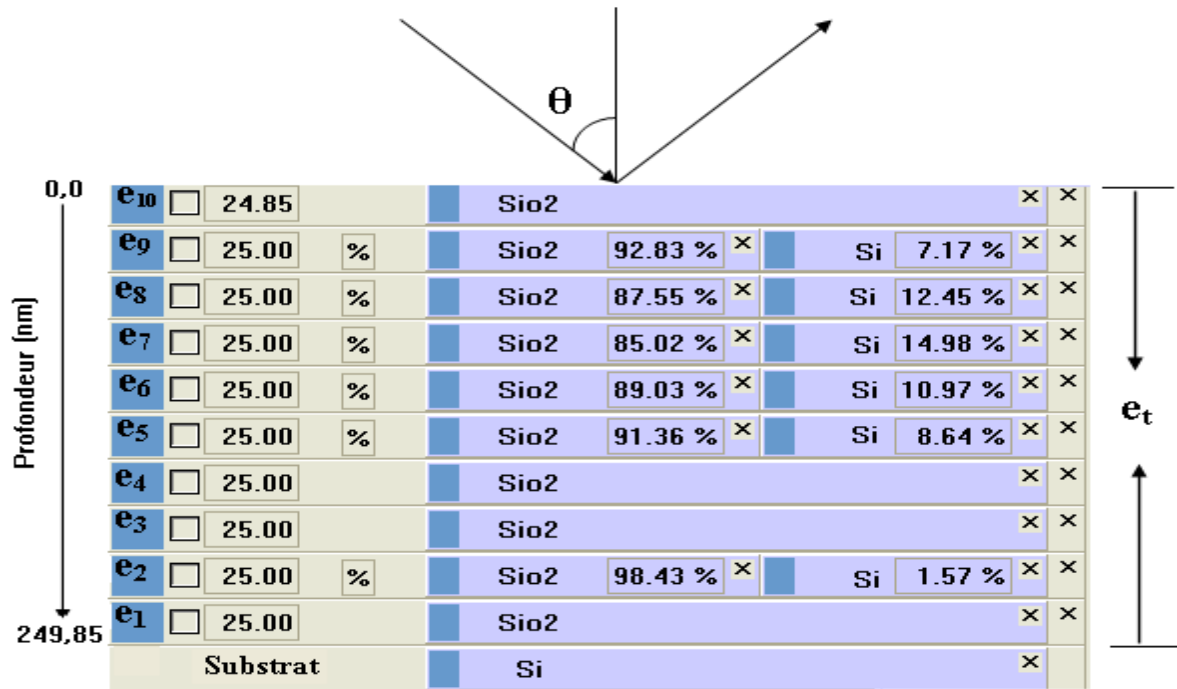 θ
0,0
e10 24.85 Sio2 × ×
e9 25.00 % Sio2 92.83 % × Si 7.17 % × ×
e8 25.00 % Sio2 87.55 % × Si 12.45 % × ×
e7 25.00 % Sio2 85.02 % × Si 14.98 % × ×
e6 25.00 % Sio2 89.03 % × Si 10.97 % × ×
e5 25.00 % Sio2 91.36 % × Si 8.64 % × ×
e4 25.00 Sio2 × ×
e3 25.00 Sio2 × ×
e2 25.00 % Sio2 98.43 % × Si 1.57 % × ×
e1 25.00 Sio2 × ×
249,85
Substrat Si ×
Profondeur (nm)
et